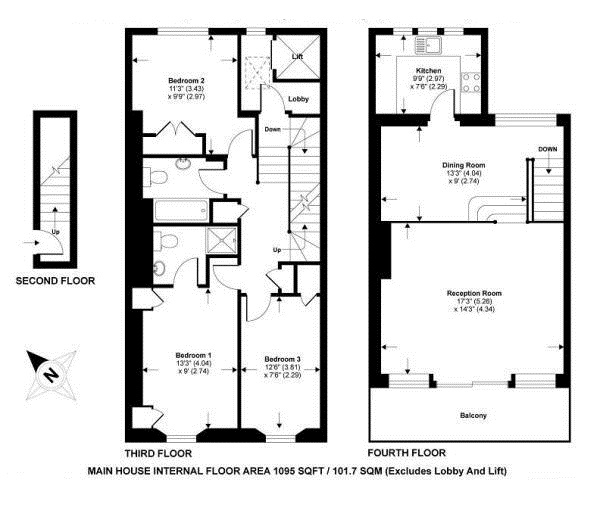 Bedroom 2
11'3 (3.43)
x 9'9 (2.97)
Lift
Lobby
Down
Up
Bedroom 1
13'3 (4.04)
x 9' (2.74)
Bedroom 3
12'6 (3.81)
x 7'6 (2.29)
Up
SECOND FLOOR
Kitchen
9'9 (2.97)
x 7'6 (2.29)
Dining Room
13'3 (4.04)
x 9' (2.74)
DOWN
Reception Room
17'3 (5.26)
x 14'3 (4.34)
Balcony
N
THIRD FLOOR
FOURTH FLOOR
MAIN HOUSE INTERNAL FLOOR AREA 1095 SQFT / 101.7 SQM (Excludes Lobby And Lift)